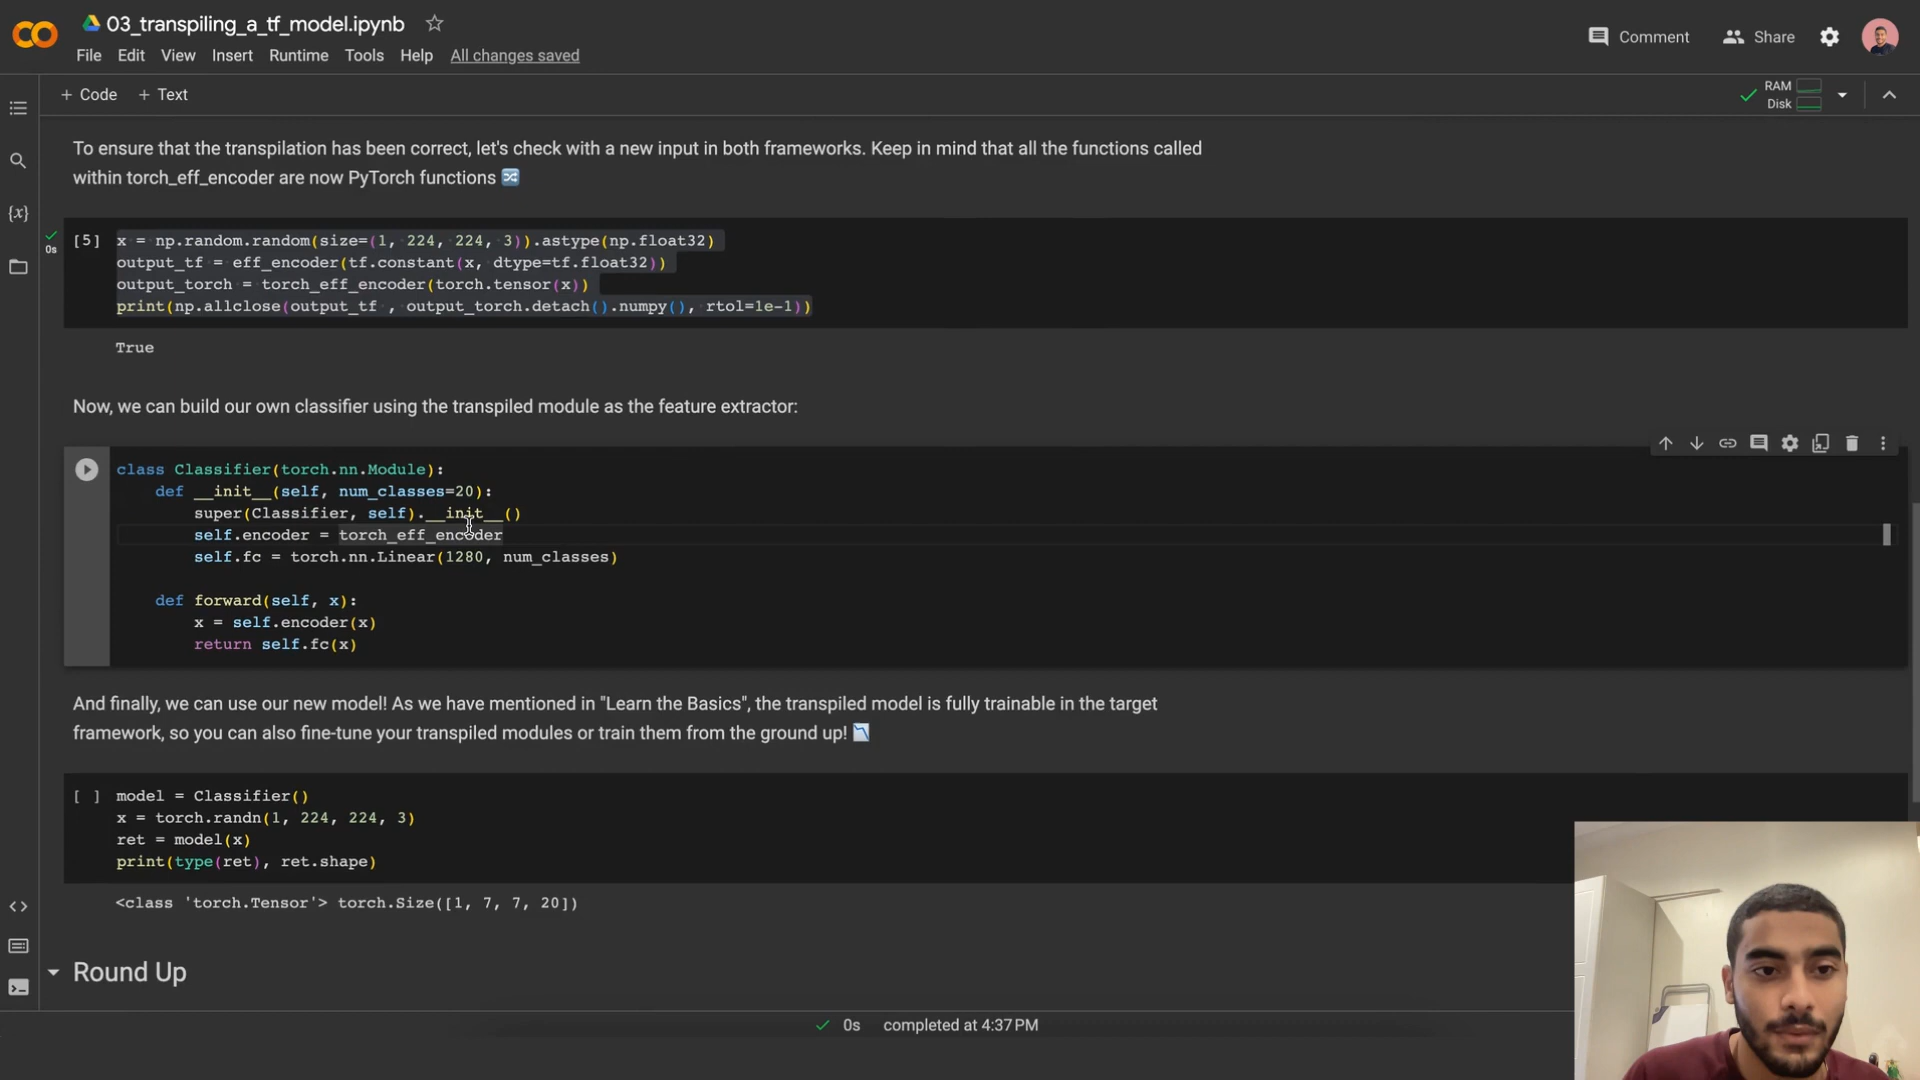 03_transpiling_a_tf_model.ipynb
Comment
Share
File Edit View Insert Runtime Tools Help All changes saved
+ Code + Text
RAM
Disk
To ensure that the transpilation has been correct, let's check with a new input in both frameworks. Keep in mind that all the functions called
within torch_eff_encoder are now PyTorch functions 🔀
0s
[5] x = np.random.random(size=(1, 224, 224, 3)).astype(np.float32)
output_tf = eff_encoder(tf.constant(x, dtype=tf.float32))
output_torch = torch_eff_encoder(torch.tensor(x))
print(np.allclose(output_tf , output_torch.detach().numpy(), rtol=1e-1))
True
Now, we can build our own classifier using the transpiled module as the feature extractor:
class Classifier(torch.nn.Module):
def __init__(self, num_classes=20):
super(Classifier, self).__init__()
self.encoder = torch_eff_encoder
self.fc = torch.nn.Linear(1280, num_classes)
def forward(self, x):
x = self.encoder(x)
return self.fc(x)
And finally, we can use our new model! As we have mentioned in "Learn the Basics", the transpiled model is fully trainable in the target
framework, so you can also fine-tune your transpiled modules or train them from the ground up! 📉
[ ] model = Classifier()
x = torch.randn(1, 224, 224, 3)
ret = model(x)
print(type(ret), ret.shape)
<class 'torch.Tensor'> torch.Size([1, 7, 7, 20])
Round Up
0s completed at 4:37 PM